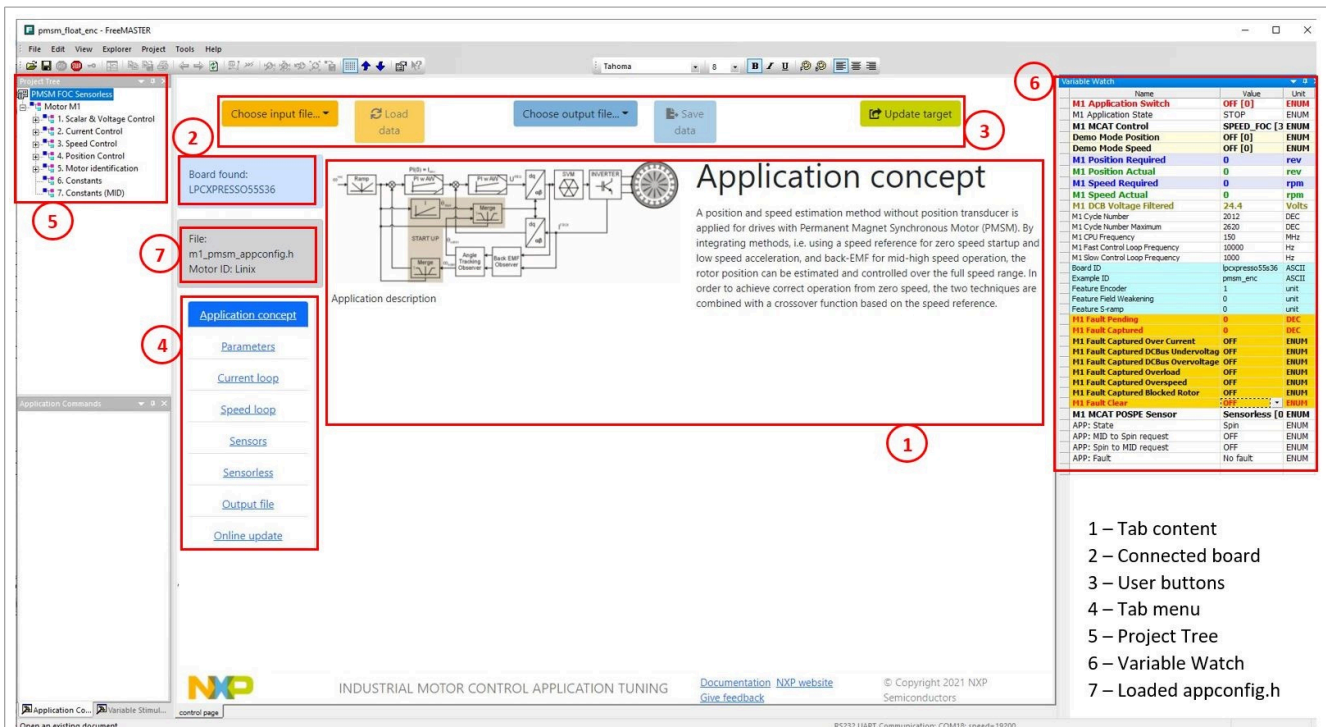 pmsm_float_enc - FreeMASTER
File Edit View Explorer Project Tools Help
Tahoma 8 B I U
Project Tree
PMSM FOC Sensorless
Motor M1
1. Scalar & Voltage Control
2. Current Control
3. Speed Control
4. Position Control
5. Motor identification
6. Constants
7. Constants (MID)
5
Application Commands
Application Co... Variable Stimul...
Choose input file...
Load
data
Choose output file...
Save
data
Update target
2
3
Board found:
LPCXPRESSO55S36
File:
m1_pmsm_appconfig.h
Motor ID: Linix
7
Application concept
Parameters
Current loop
Speed loop
Sensors
Sensorless
Output file
Online update
4
Ramp
PI w AW
PI w AW
dq
αβ
SVM
INVERTER
Merge
START UP
Merge
Angle
Tracking
Observer
Back EMF
Observer
dq
αβ
Application description
Application concept
A position and speed estimation method without position transducer is
applied for drives with Permanent Magnet Synchronous Motor (PMSM). By
integrating methods, i.e. using a speed reference for zero speed startup and
low speed acceleration, and back-EMF for mid-high speed operation, the
rotor position can be estimated and controlled over the full speed range. In
order to achieve correct operation from zero speed, the two techniques are
combined with a crossover function based on the speed reference.
1
6
Variable Watch
Name Value Unit
M1 Application Switch OFF [0] ENUM
M1 Application State STOP ENUM
M1 MCAT Control SPEED_FOC [3 ENUM
Demo Mode Position OFF [0] ENUM
Demo Mode Speed OFF [0] ENUM
M1 Position Required 0 rev
M1 Position Actual 0 rev
M1 Speed Required 0 rpm
M1 Speed Actual 0 rpm
M1 DCB Voltage Filtered 24.4 Volts
M1 Cycle Number 2012 DEC
M1 Cycle Number Maximum 2620 DEC
M1 CPU Frequency 150 MHz
M1 Fast Control Loop Frequency 10000 Hz
M1 Slow Control Loop Frequency 1000 Hz
Board ID lpcxpresso55s36 ASCII
Example ID pmsm_enc ASCII
Feature Encoder 1 unit
Feature Field Weakening 0 unit
Feature S-ramp 0 unit
M1 Fault Pending 0 DEC
M1 Fault Captured 0 DEC
M1 Fault Captured Over Current OFF ENUM
M1 Fault Captured DCBus Undervoltag OFF ENUM
M1 Fault Captured DCBus Overvoltage OFF ENUM
M1 Fault Captured Overload OFF ENUM
M1 Fault Captured Overspeed OFF ENUM
M1 Fault Captured Blocked Rotor OFF ENUM
M1 Fault Clear OFF ENUM
M1 MCAT POSPE Sensor Sensorless [0 ENUM
APP: State Spin ENUM
APP: MID to Spin request OFF ENUM
APP: Spin to MID request OFF ENUM
APP: Fault No fault ENUM
1 – Tab content
2 – Connected board
3 – User buttons
4 – Tab menu
5 – Project Tree
6 – Variable Watch
7 – Loaded appconfig.h
NXP
INDUSTRIAL MOTOR CONTROL APPLICATION TUNING
Documentation NXP website
Give feedback
© Copyright 2021 NXP
Semiconductors
control page
Open an existing document
RS232 UART Communication; COM18; speed=19200